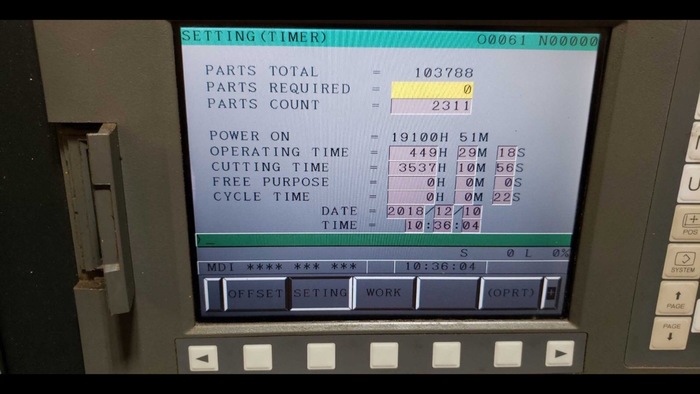 SETTING(TIMER) O0061 N00000
PARTS TOTAL = 103788
PARTS REQUIRED = 0
PARTS COUNT = 2311
POWER ON = 19100H 51M
OPERATING TIME = 449H 29M 18S
CUTTING TIME = 3537H 10M 56S
FREE PURPOSE = 0H 0M 0S
CYCLE TIME = 0H 0M 22S
DATE = 2018/12/10
TIME = 10:36:04
>_
S 0 L 0%
MDI **** *** *** 10:36:04
OFFSET SETING WORK (OPRT) +
POS
SYSTEM
PAGE
PAGE